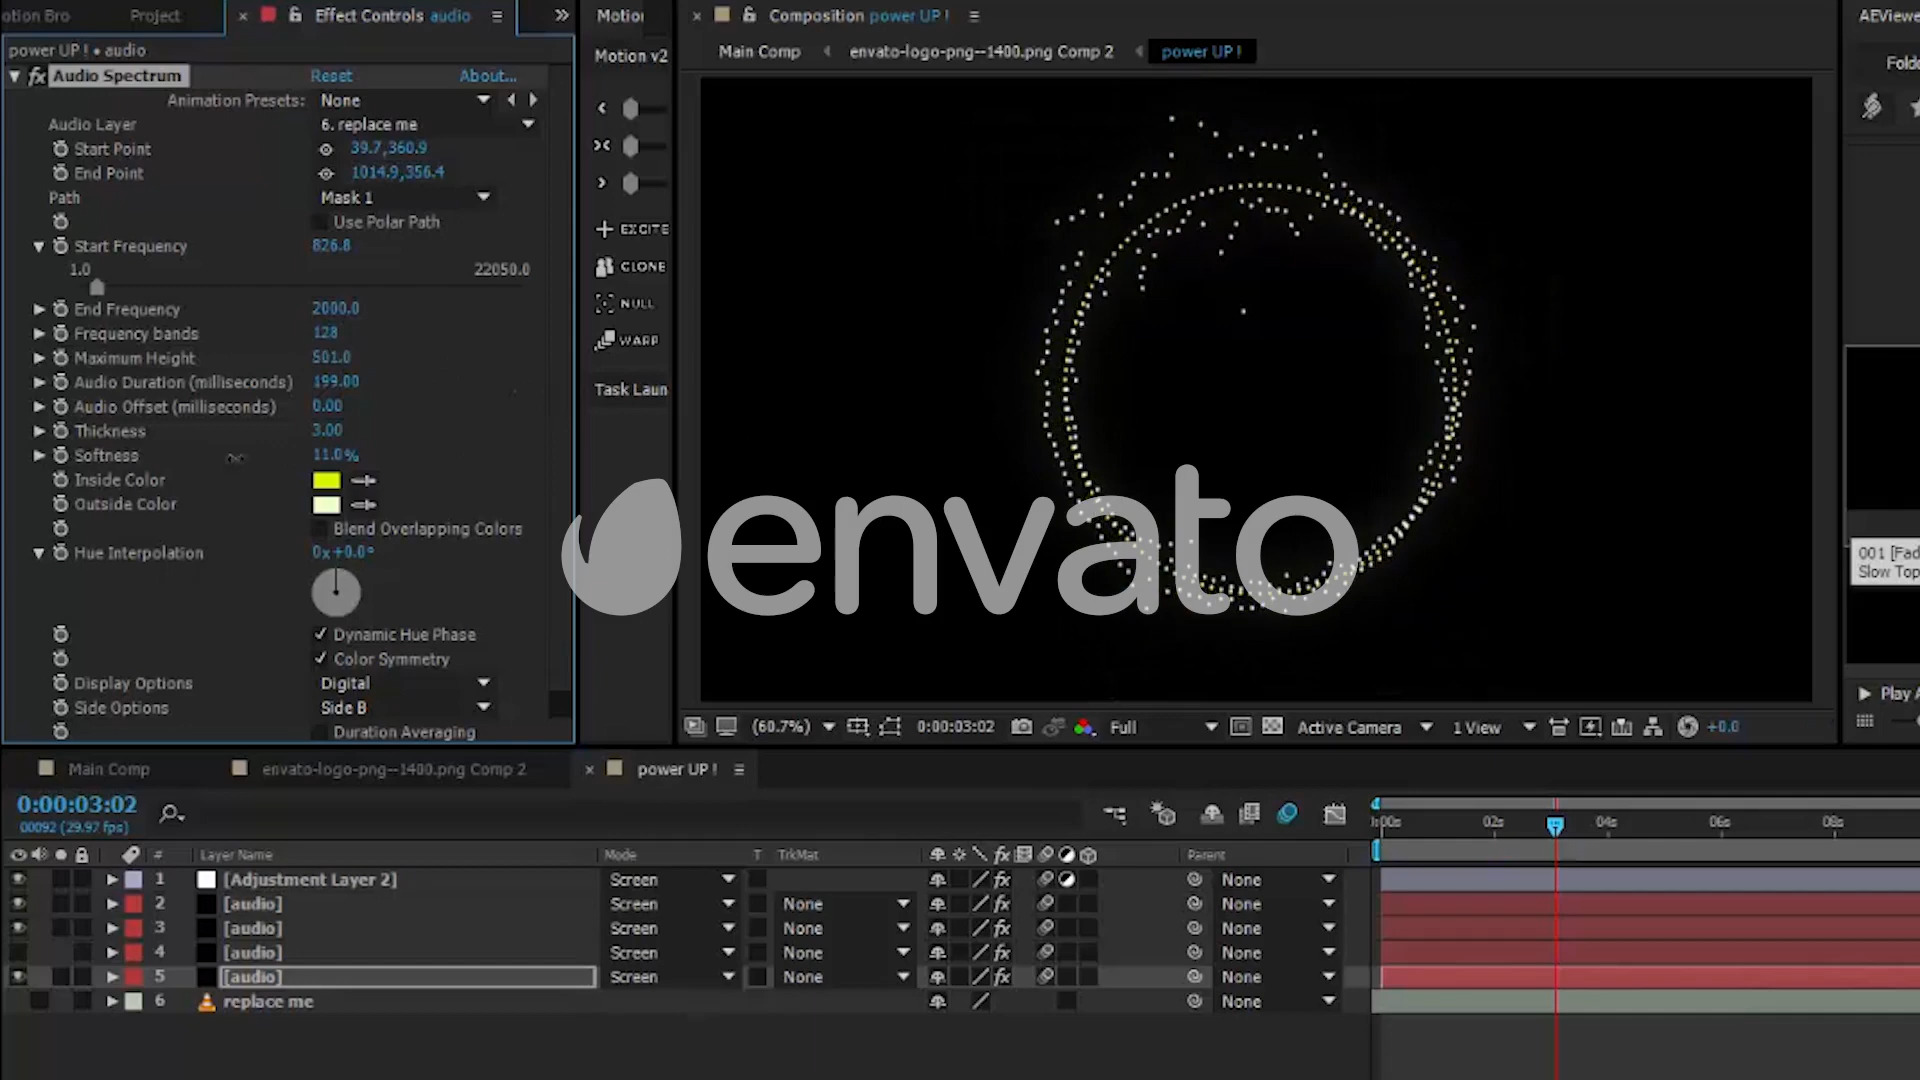 otion Bro
Project
Effect Controls audio
power UP ! • audio
fx Audio Spectrum
Reset
About...
Animation Presets:
None
Audio Layer
6. replace me
Start Point
39.7,360.9
End Point
1014.9,356.4
Path
Mask 1
Use Polar Path
Start Frequency
826.8
1.0
22050.0
End Frequency
2000.0
Frequency bands
128
Maximum Height
501.0
Audio Duration (milliseconds)
199.00
Audio Offset (milliseconds)
0.00
Thickness
3.00
Softness
11.0%
Inside Color
Outside Color
Blend Overlapping Colors
Hue Interpolation
0x+0.0°
Dynamic Hue Phase
Color Symmetry
Display Options
Digital
Side Options
Side B
Duration Averaging
Motion
Motion v2
EXCITE
CLONE
NULL
WARP
Task Laun
Composition power UP !
Main Comp
envato-logo-png--1400.png Comp 2
power UP !
envato
(60.7%)
0:00:03:02
Full
Active Camera
1 View
+0.0
AEViewe
Folde
001 [Fad
Slow Top
Play A
Main Comp
envato-logo-png--1400.png Comp 2
power UP !
0:00:03:02
00092 (29.97 fps)
00s
02s
04s
06s
08s
#
Layer Name
Mode
T
TrkMat
fx
Parent
1
[Adjustment Layer 2]
Screen
fx
None
2
[audio]
Screen
None
fx
None
3
[audio]
Screen
None
fx
None
4
[audio]
Screen
None
fx
None
5
[audio]
Screen
None
fx
None
6
replace me
None